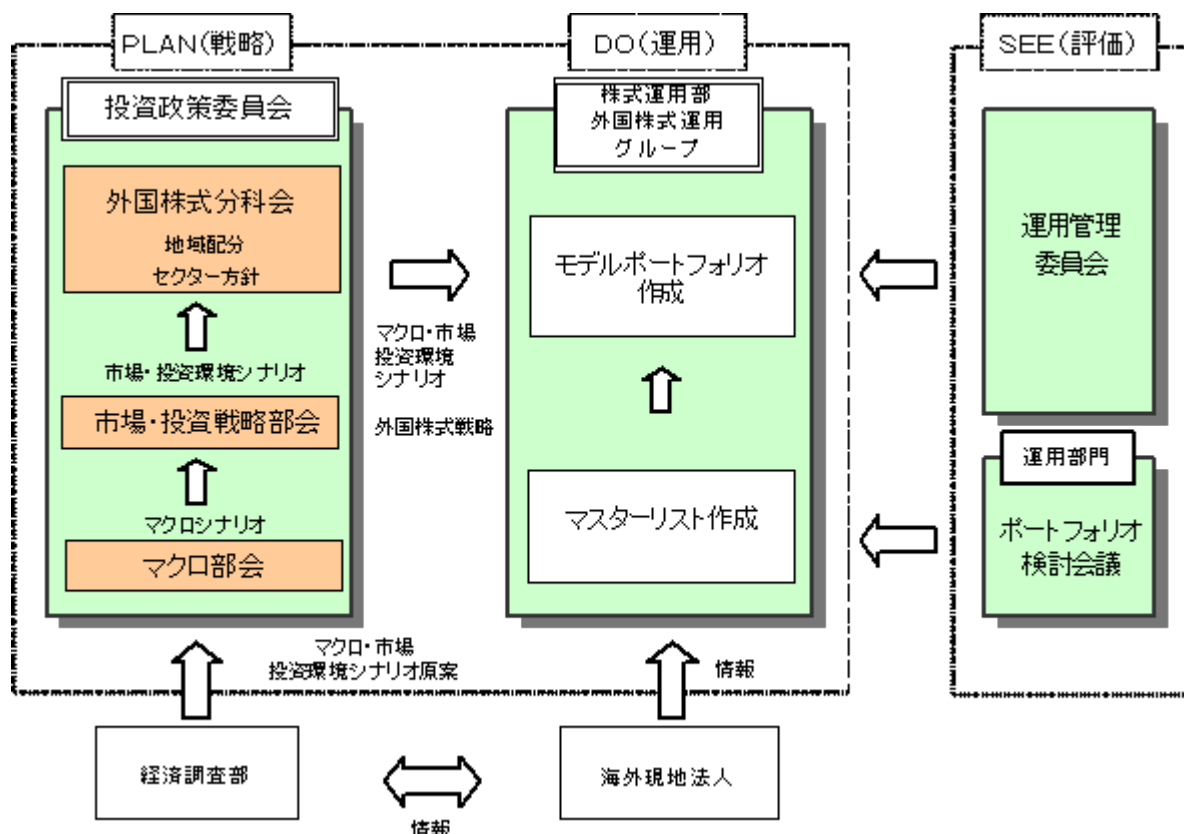 PLAN(戦略)
DO(運用)
SEE(評価)
投資政策委員会
外国株式分科会
地域配分
セクター方針
市場・投資環境シナリオ
市場・投資戦略部会
マクロシナリオ
マクロ部会
マクロ・市場
投資環境
シナリオ
外国株式戦略
株式運用部
外国株式運用
グループ
モデルポートフォリオ
作成
マスターリスト作成
運用管理
委員会
運用部門
ポートフォリオ
検討会議
マクロ・市場
投資環境シナリオ原案
情報
経済調査部
情報
海外現地法人